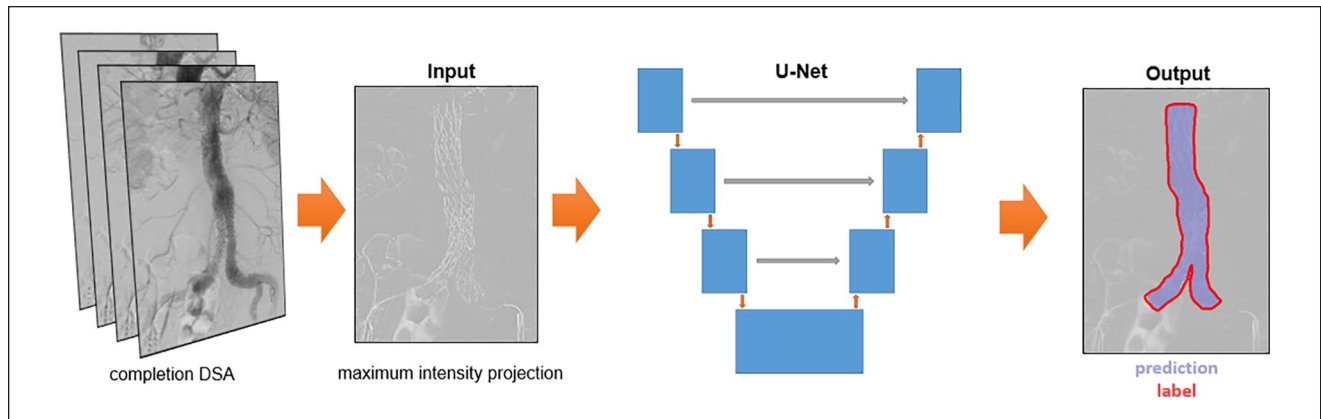 Input
U-Net
Output
completion DSA
maximum intensity projection
prediction
label